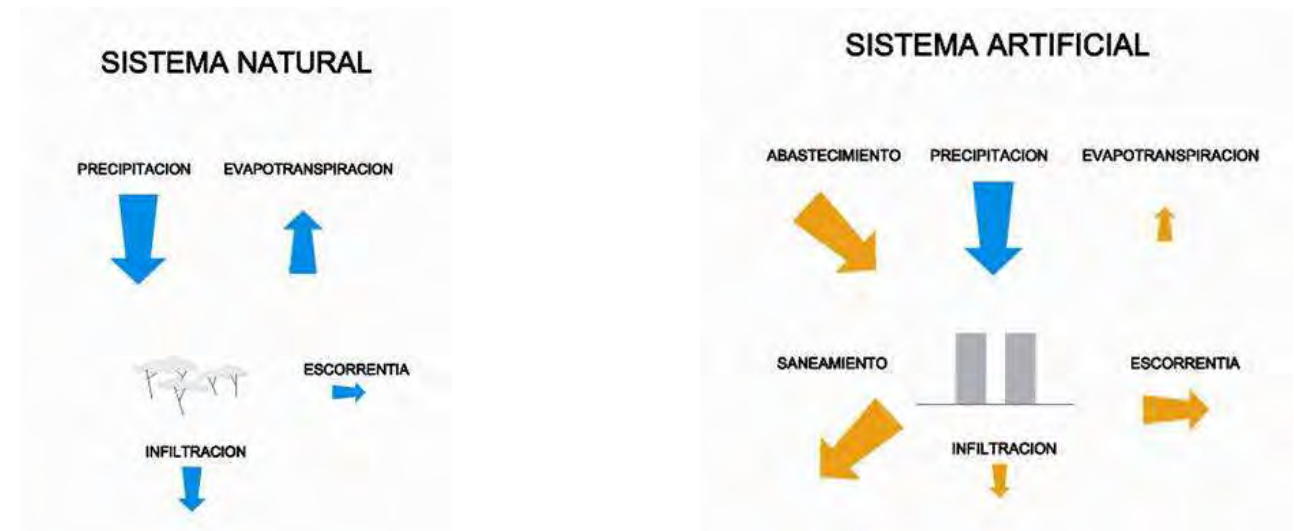 SISTEMA NATURAL
PRECIPITACION
EVAPOTRANSPIRACION
ESCORRENTIA
INFILTRACION
SISTEMA ARTIFICIAL
ABASTECIMIENTO
PRECIPITACION
EVAPOTRANSPIRACION
SANEAMIENTO
ESCORRENTIA
INFILTRACION